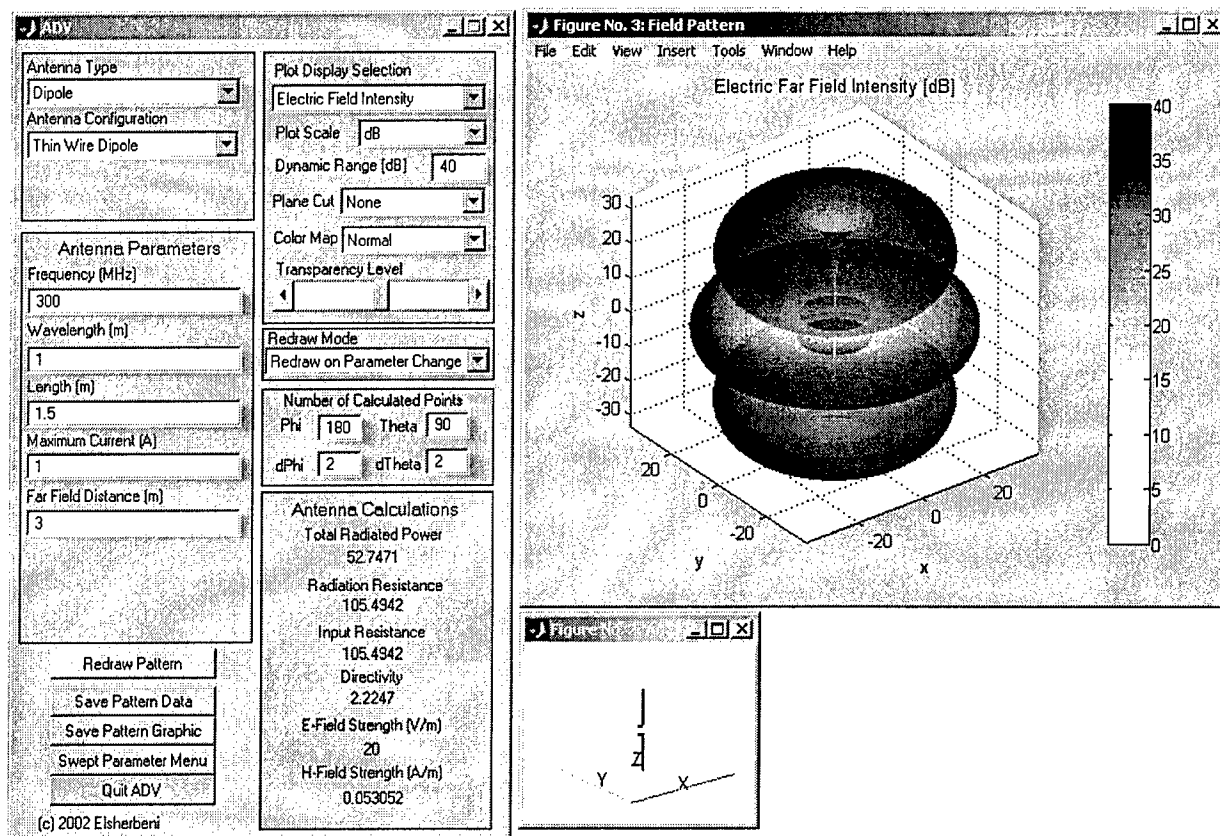 ADV
Antenna Type
Dipole
Antenna Configuration
Thin Wire Dipole
Antenna Parameters
Frequency (MHz)
300
Wavelength (m)
1
Length (m)
1.5
Maximum Current (A)
1
Far Field Distance (m)
3
Redraw Pattern
Save Pattern Data
Save Pattern Graphic
Swept Parameter Menu
Quit ADV
(c) 2002 Elsherbeni
Plot Display Selection
Electric Field Intensity
Plot Scale dB
Dynamic Range [dB] 40
Plane Cut None
Color Map Normal
Transparency Level
Redraw Mode
Redraw on Parameter Change
Number of Calculated Points
Phi 180 Theta 90
dPhi 2 dTheta 2
Antenna Calculations
Total Radiated Power
52.7471
Radiation Resistance
105.4942
Input Resistance
105.4942
Directivity
2.2247
E-Field Strength (V/m)
20
H-Field Strength (A/m)
0.053052
Figure No. 3: Field Pattern
File Edit View Insert Tools Window Help
Electric Far Field Intensity [dB]
30
20
10
0
-10
-20
-30
z
20
0
-20
y
-20
0
20
x
40
35
30
25
20
15
10
5
0
Figure No.
Z
Y
X